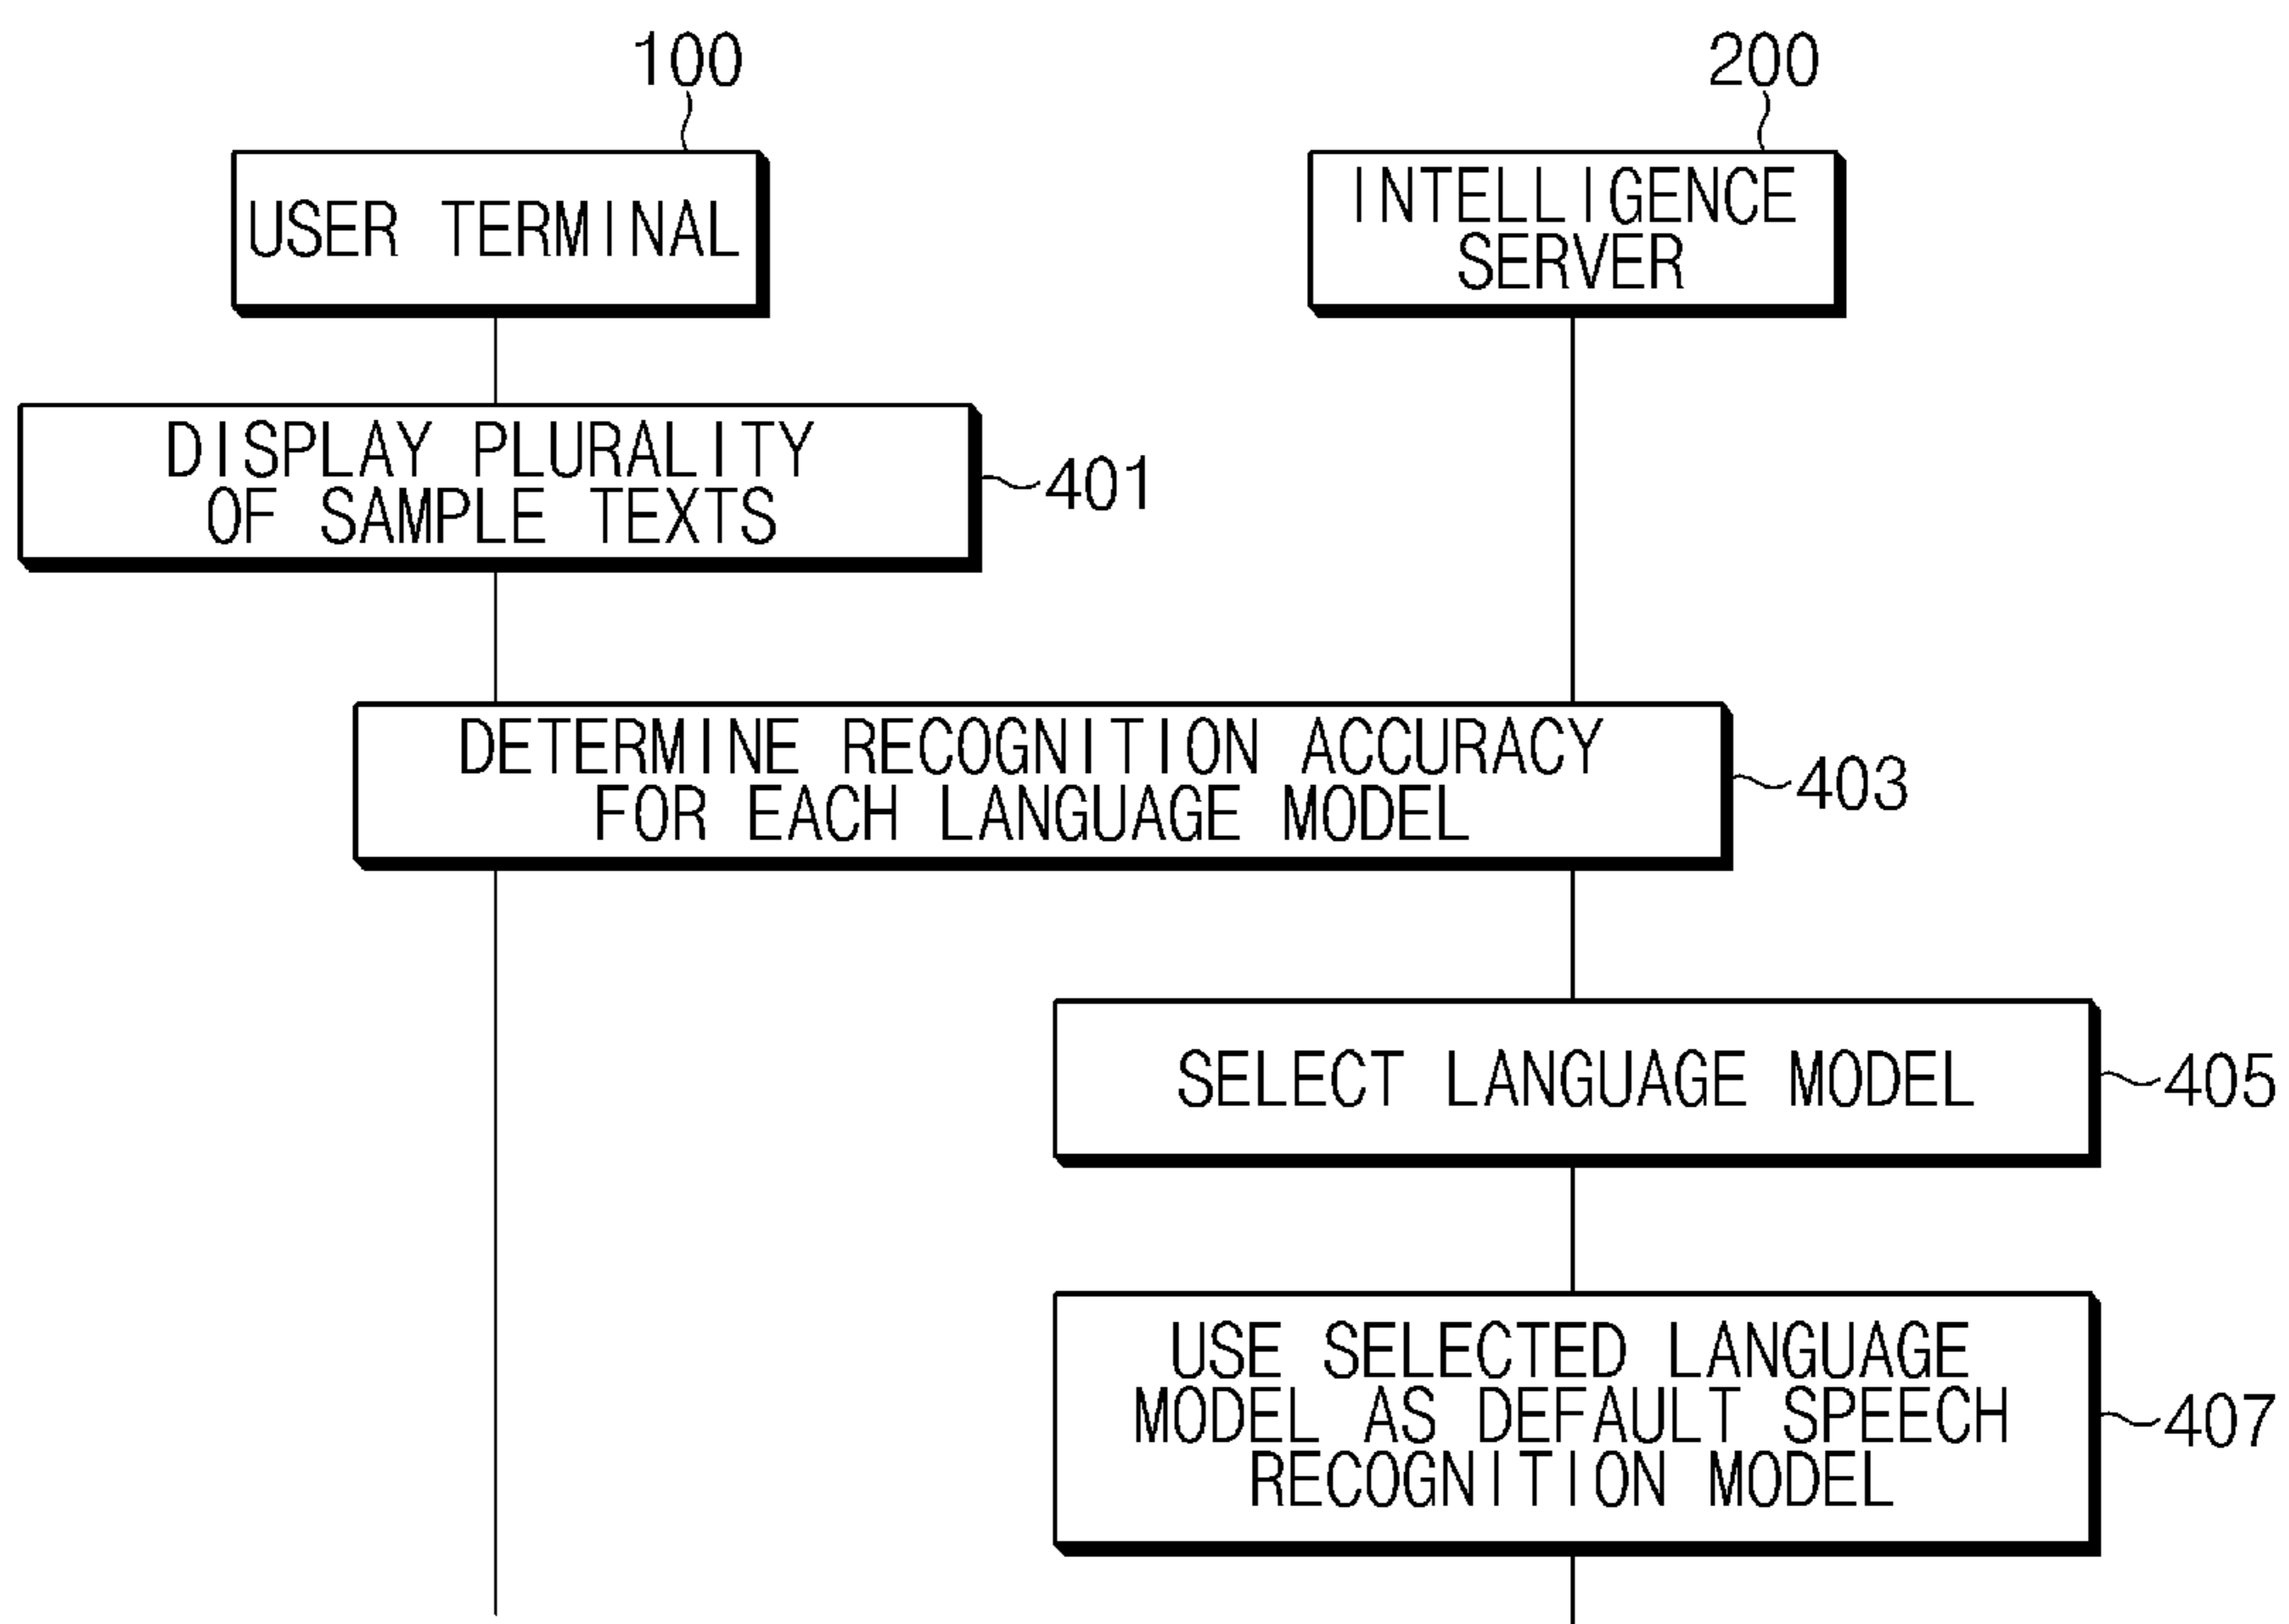 100
200
USER TERMINAL
INTELLIGENCE
SERVER
DISPLAY PLURALITY
OF SAMPLE TEXTS
401
DETERMINE RECOGNITION ACCURACY
FOR EACH LANGUAGE MODEL
403
SELECT LANGUAGE MODEL
405
USE SELECTED LANGUAGE
MODEL AS DEFAULT SPEECH
RECOGNITION MODEL
407